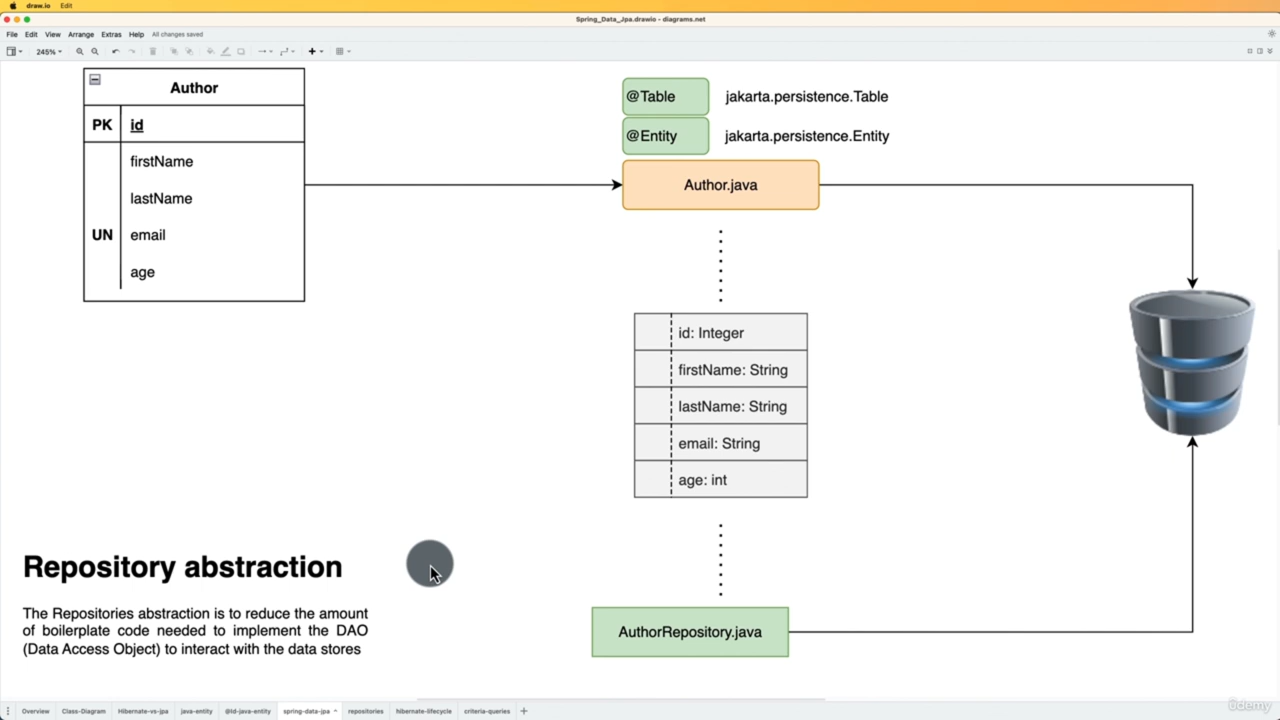 draw.io Edit
Spring_Data_Jpa.drawio - diagrams.net
File Edit View Arrange Extras Help All changes saved
245%
Author
PK id
firstName
lastName
UN email
age
@Table jakarta.persistence.Table
@Entity jakarta.persistence.Entity
Author.java
id: Integer
firstName: String
lastName: String
email: String
age: int
AuthorRepository.java
Repository abstraction
The Repositories abstraction is to reduce the amount
of boilerplate code needed to implement the DAO
(Data Access Object) to interact with the data stores
Overview Class-Diagram Hibernate-vs-jpa java-entity @Id-java-entity spring-data-jpa repositories hibernate-lifecycle criteria-queries
udemy